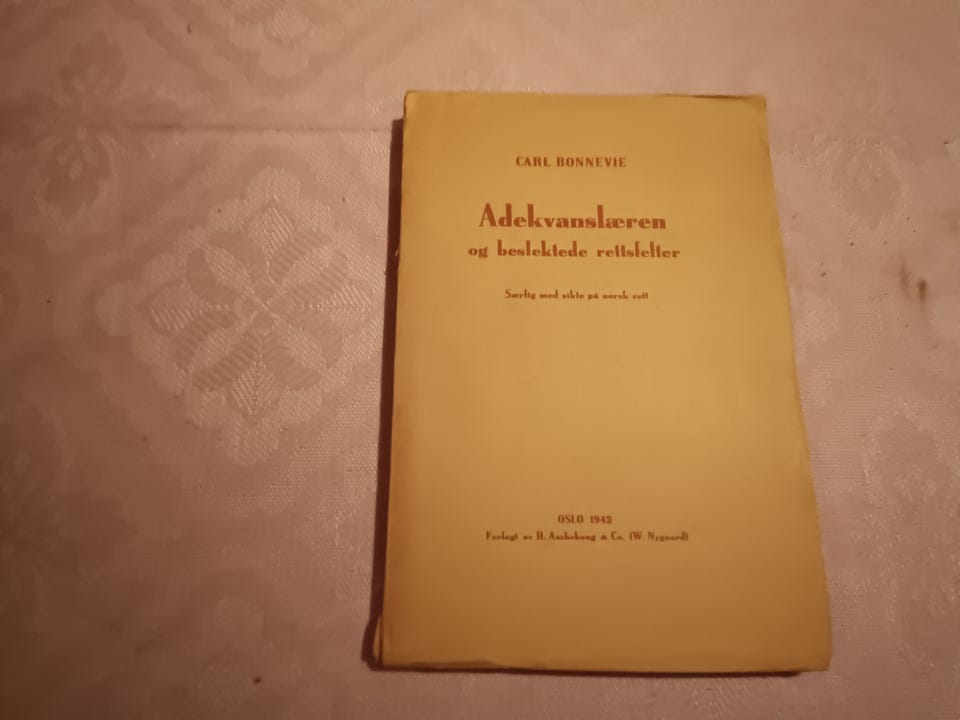 CARL BONNEVIE
Adekvanslæren
og beslektede rettsfelter
Særlig med sikte på norsk rett
OSLO 1942
Forlagt av H. Aschehoug & Co. (W. Nygaard)